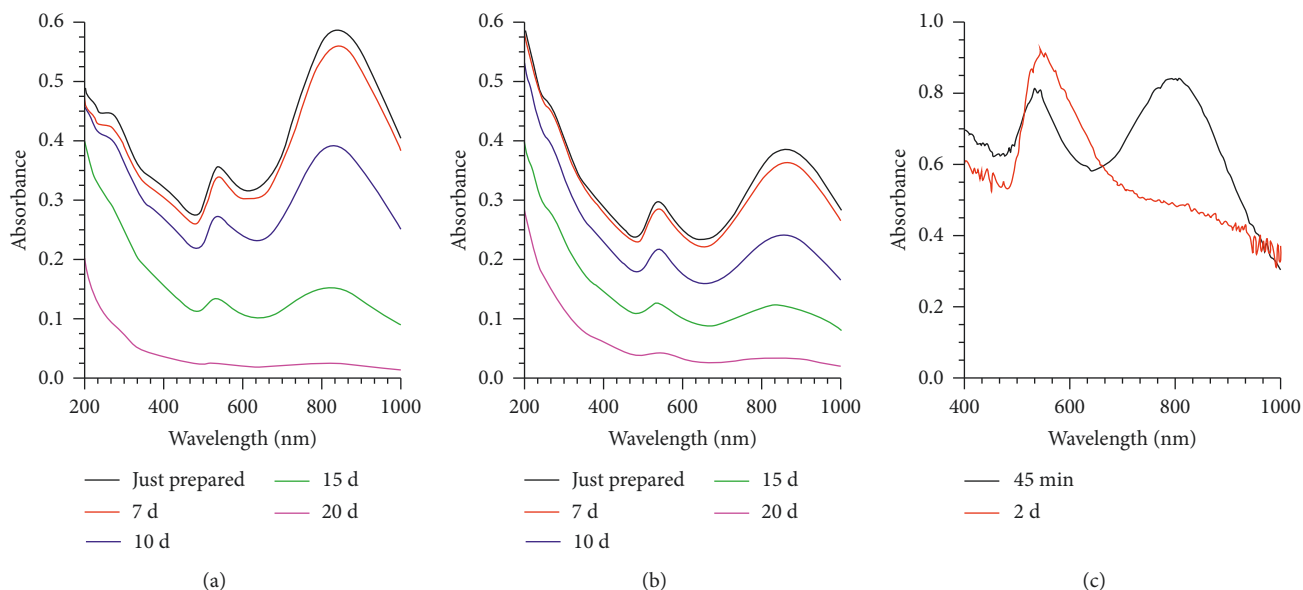 0.6
0.5
0.4
0.3
0.2
0.1
0.0
Absorbance
200
400
600
800
1000
Wavelength (nm)
Just prepared
7 d
10 d
15 d
20 d
(a)
0.6
0.5
0.4
0.3
0.2
0.1
0.0
Absorbance
200
400
600
800
1000
Wavelength (nm)
Just prepared
7 d
10 d
15 d
20 d
(b)
1.0
0.8
0.6
0.4
0.2
0.0
Absorbance
400
600
800
1000
Wavelength (nm)
45 min
2 d
(c)